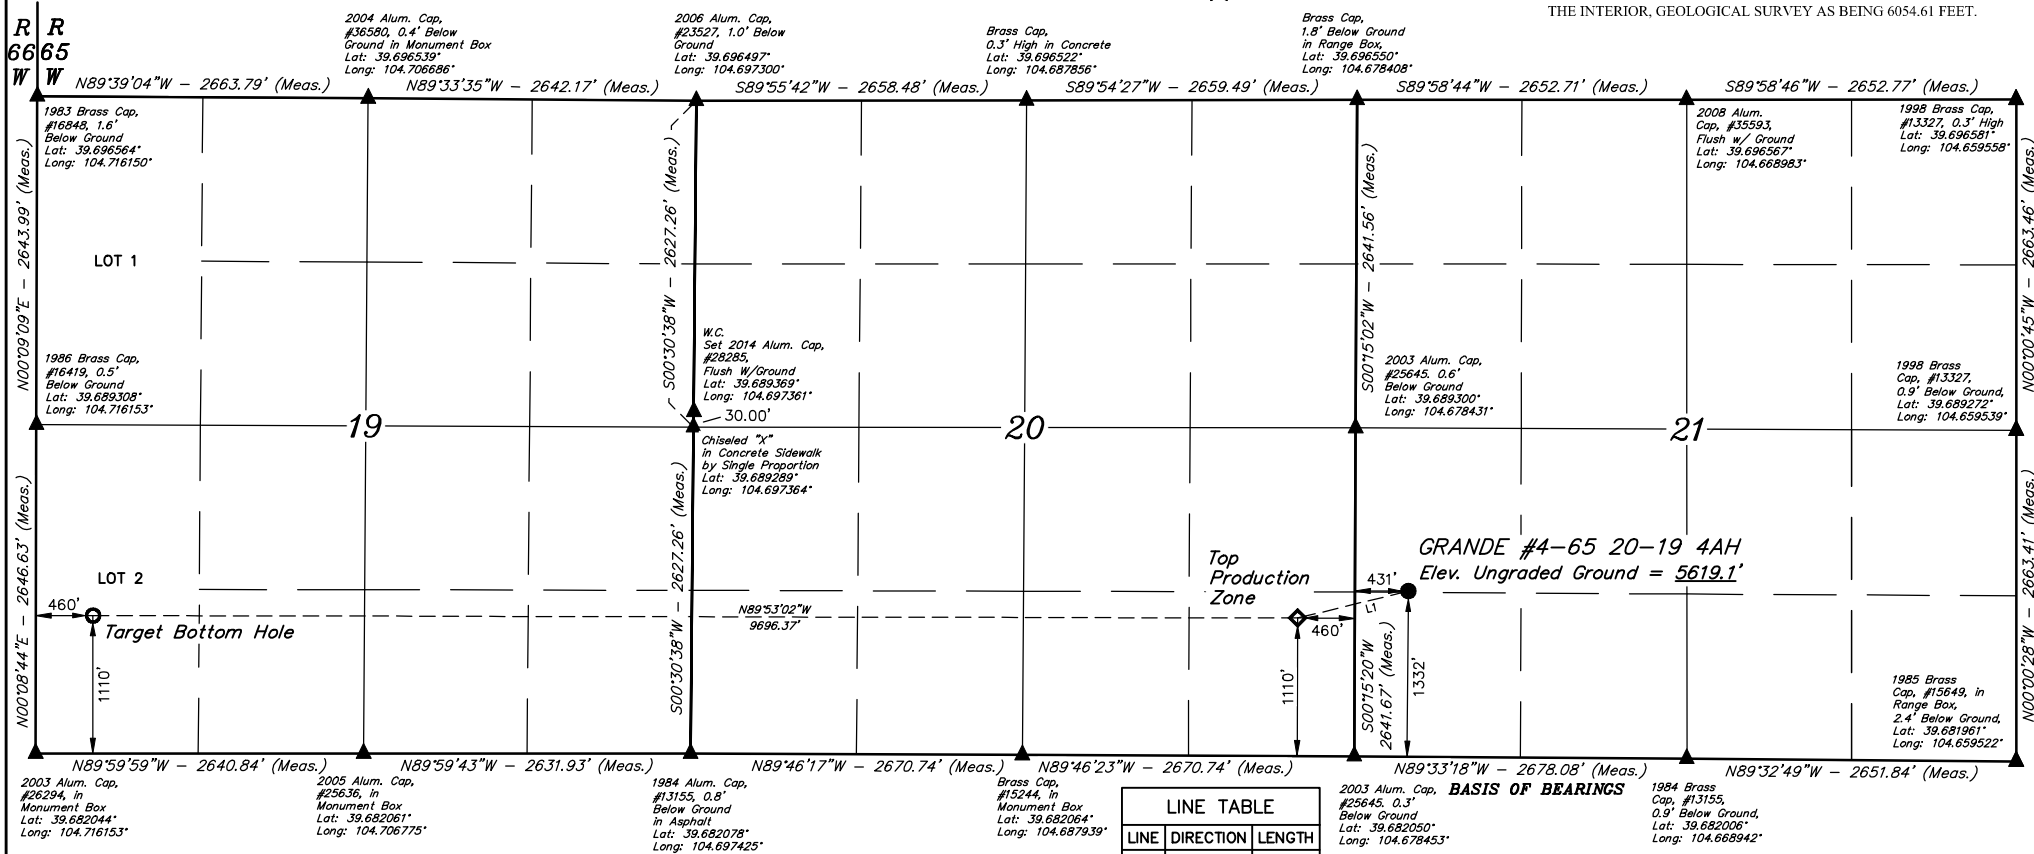 THE INTERIOR, GEOLOGICAL SURVEY AS BEING 6054.61 FEET.
R R
66 65
W W
2004 Alum. Cap,
#36580, 0.4' Below
Ground in Monument Box
Lat: 39.696539°
Long: 104.706686°
2006 Alum. Cap,
#23527, 1.0' Below
Ground
Lat: 39.696497°
Long: 104.697300°
Brass Cap,
0.3' High in Concrete
Lat: 39.696522°
Long: 104.687856°
Brass Cap,
1.8' Below Ground
in Range Box,
Lat: 39.696550°
Long: 104.678408°
N89°39'04"W - 2663.79' (Meas.)
N89°33'35"W - 2642.17' (Meas.)
S89°55'42"W - 2658.48' (Meas.)
S89°54'27"W - 2659.49' (Meas.)
S89°58'44"W - 2652.71' (Meas.)
S89°58'46"W - 2652.77' (Meas.)
1983 Brass Cap,
#16848, 1.6'
Below Ground
Lat: 39.696564°
Long: 104.716150°
2008 Alum.
Cap, #35593,
Flush w/ Ground
Lat: 39.696567°
Long: 104.668983°
1998 Brass Cap,
#13327, 0.3' High
Lat: 39.696581°
Long: 104.659558°
N00°09'09"E - 2643.99' (Meas.)
S00°30'38"W - 2627.26' (Meas.)
S00°15'02"W - 2641.56' (Meas.)
N00°00'45"W - 2663.46' (Meas.)
LOT 1
1986 Brass Cap,
#16419, 0.5'
Below Ground
Lat: 39.689308°
Long: 104.716153°
W.C.
Set 2014 Alum. Cap,
#28285,
Flush W/Ground
Lat: 39.689369°
Long: 104.697361°
2003 Alum. Cap,
#25645. 0.6'
Below Ground
Lat: 39.689300°
Long: 104.678431°
1998 Brass
Cap, #13327,
0.9' Below Ground,
Lat: 39.689272°
Long: 104.659539°
30.00'
19
20
21
Chiseled "X"
in Concrete Sidewalk
by Single Proportion
Lat: 39.689289°
Long: 104.697364°
N00°08'44"E - 2646.63' (Meas.)
S00°30'38"W - 2627.26' (Meas.)
S00°15'20"W
2641.67' (Meas.)
N00°00'28"W - 2663.41' (Meas.)
LOT 2
Top
Production
Zone
GRANDE #4-65 20-19 4AH
Elev. Ungraded Ground = 5619.1'
431'
L1
460'
460'
Target Bottom Hole
N89°53'02"W
9696.37'
1110'
1110'
1332'
1985 Brass
Cap, #15649, in
Range Box,
2.4' Below Ground,
Lat: 39.681961°
Long: 104.659522°
N89°59'59"W - 2640.84' (Meas.)
N89°59'43"W - 2631.93' (Meas.)
N89°46'17"W - 2670.74' (Meas.)
N89°46'23"W - 2670.74' (Meas.)
N89°33'18"W - 2678.08' (Meas.)
N89°32'49"W - 2651.84' (Meas.)
BASIS OF BEARINGS
2003 Alum. Cap,
#26294, in
Monument Box
Lat: 39.682044°
Long: 104.716153°
2005 Alum. Cap,
#25636, in
Monument Box
Lat: 39.682061°
Long: 104.706775°
1984 Alum. Cap,
#13155, 0.8'
Below Ground
in Asphalt
Lat: 39.682078°
Long: 104.697425°
Brass Cap,
#15244, in
Monument Box
Lat: 39.682064°
Long: 104.687939°
2003 Alum. Cap,
#25645. 0.3'
Below Ground
Lat: 39.682050°
Long: 104.678453°
1984 Brass
Cap, #13155,
0.9' Below Ground,
Lat: 39.682006°
Long: 104.668942°
LINE TABLE
LINE DIRECTION LENGTH